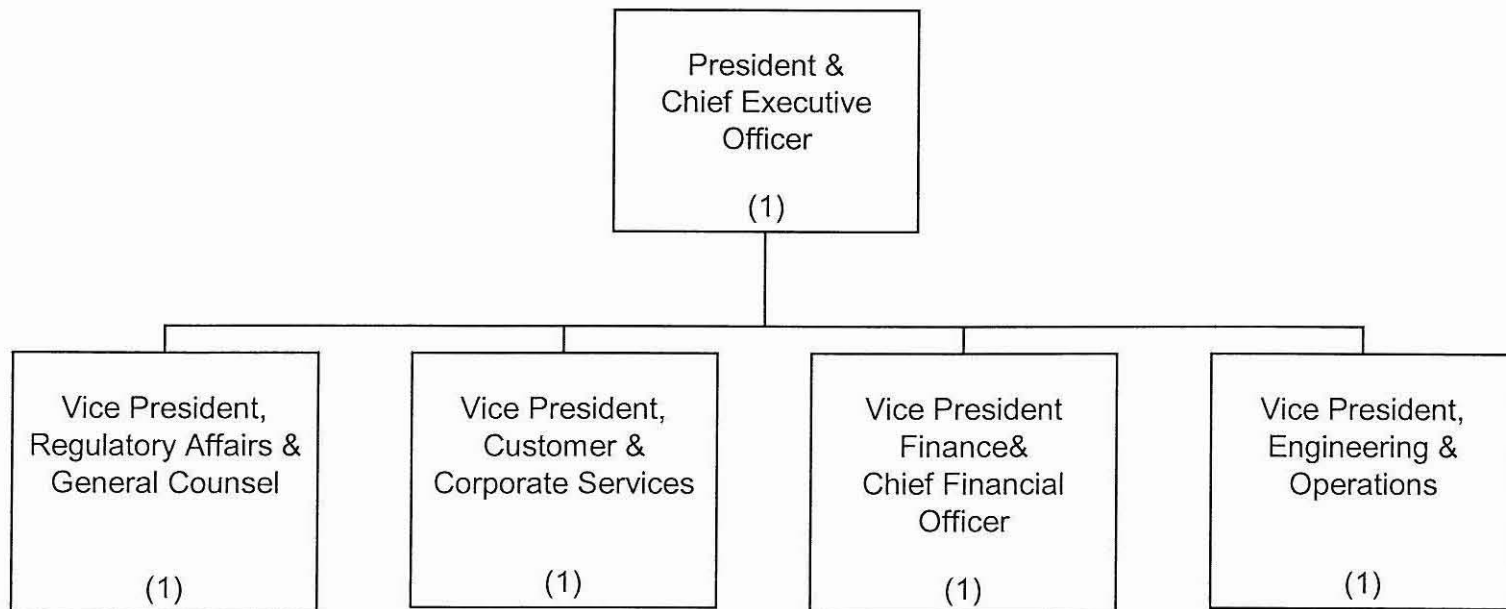 President &
Chief Executive
Officer
(1)
Vice President,
Regulatory Affairs &
General Counsel
(1)
Vice President,
Customer &
Corporate Services
(1)
Vice President
Finance&
Chief Financial
Officer
(1)
Vice President,
Engineering &
Operations
(1)